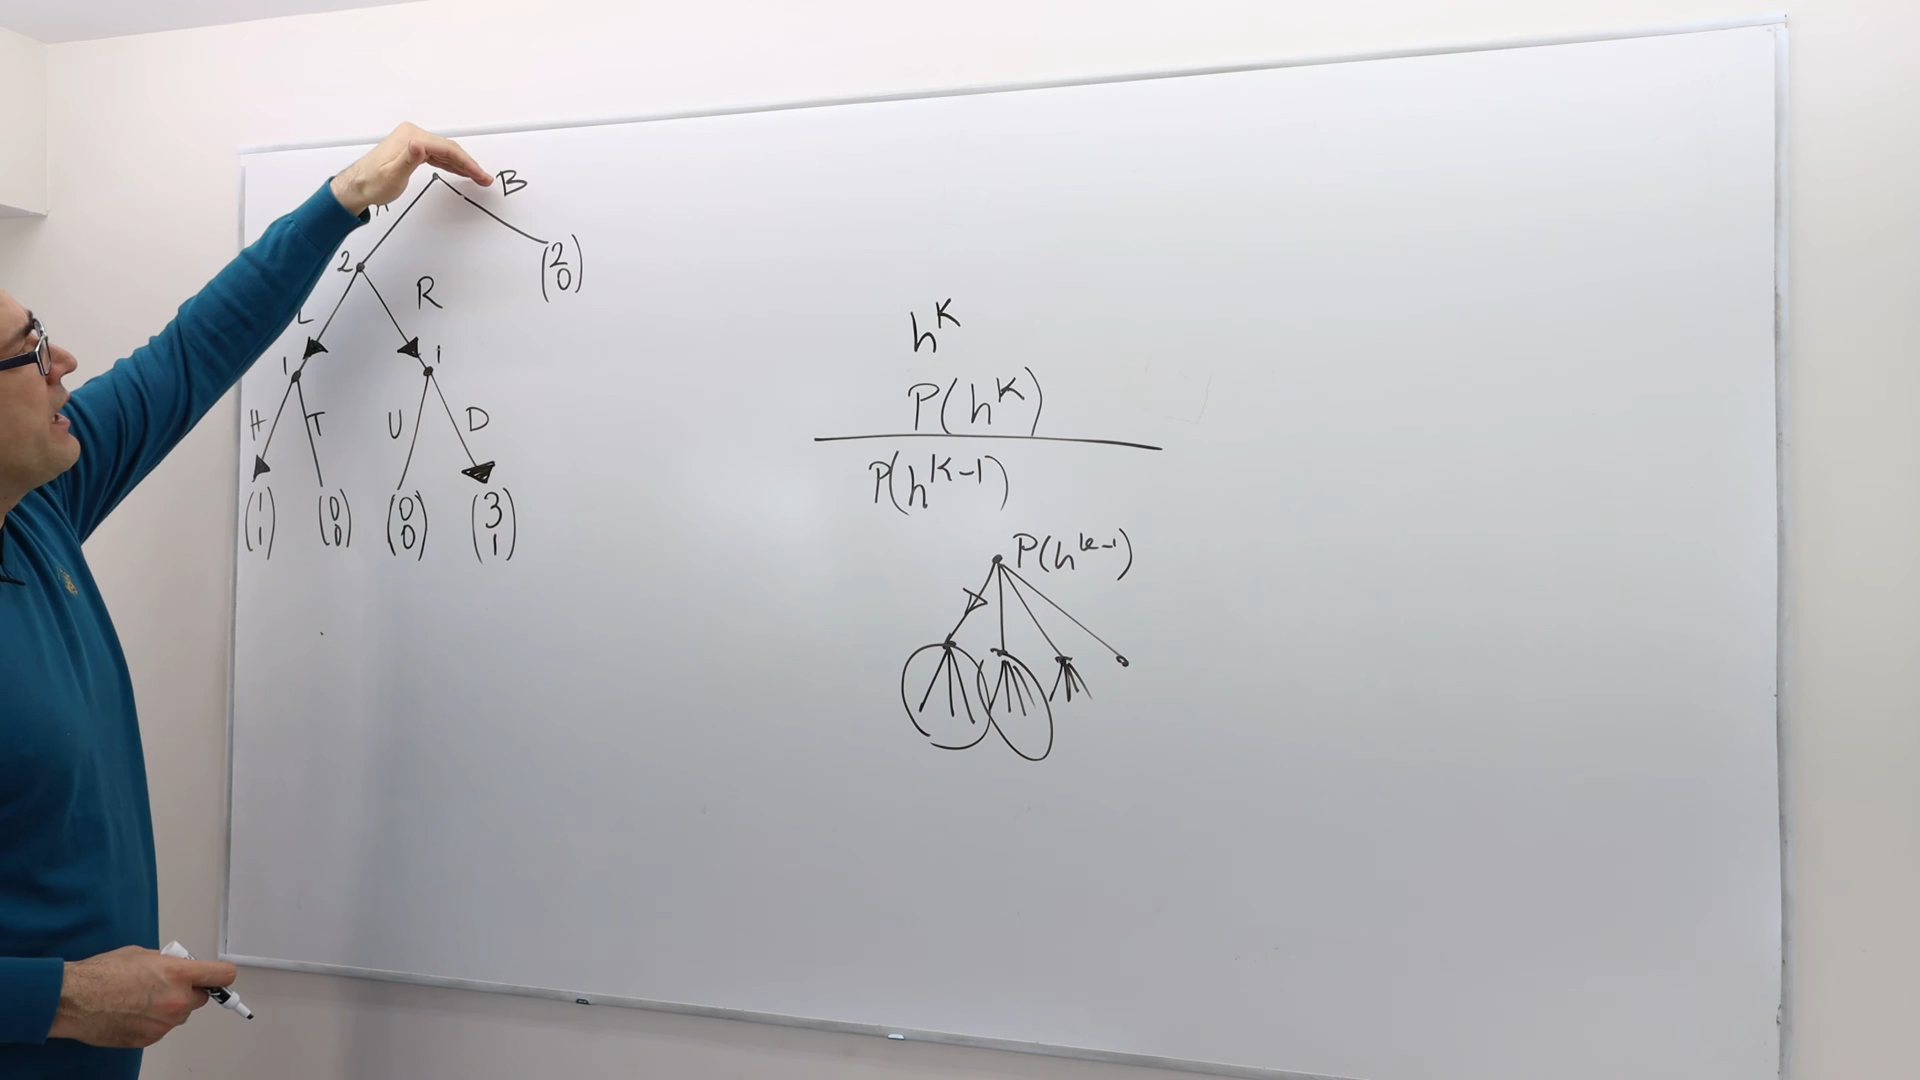 B
2
(2 0)
L
R
1
1
H
T
U
D
(1 1)
(0 0)
(0 0)
(3 1)
h^K
P(h^K)
P(h^{K-1})
P(h^{k-1})